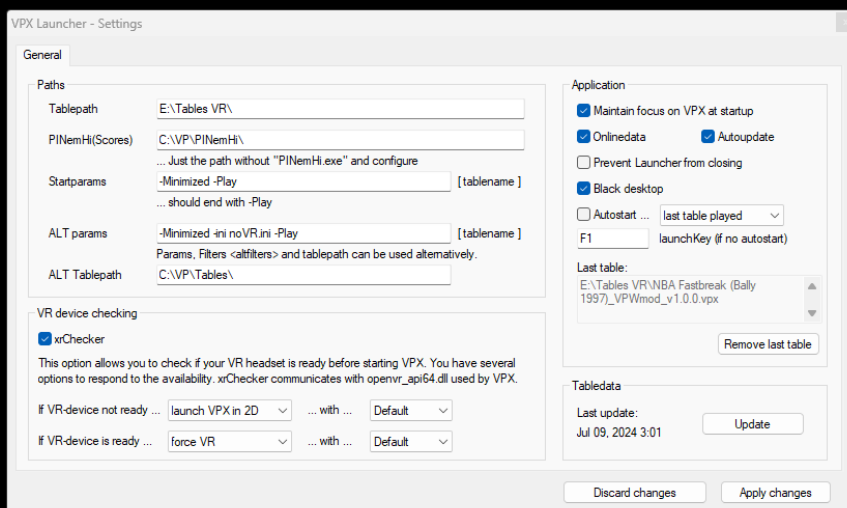 VPX Launcher - Settings
General
Paths
Tablepath E:\Tables VR\
PINemHi(Scores) C:\VP\PINemHi\
... Just the path without "PINemHi.exe" and configure
Startparams -Minimized -Play [ tablename ]
... should end with -Play
ALT params -Minimized -ini noVR.ini -Play [ tablename ]
Params, Filters <altfilters> and tablepath can be used alternatively.
ALT Tablepath C:\VP\Tables\
VR device checking
xrChecker
This option allows you to check if your VR headset is ready before starting VPX. You have several
options to respond to the availability. xrChecker communicates with openvr_api64.dll used by VPX.
If VR-device not ready ... launch VPX in 2D ... with ... Default
If VR-device is ready ... force VR ... with ... Default
Application
Maintain focus on VPX at startup
Onlinedata Autoupdate
Prevent Launcher from closing
Black desktop
Autostart ... last table played
F1 launchKey (if no autostart)
Last table:
E:\Tables VR\NBA Fastbreak (Bally
1997)_VPWmod_v1.0.0.vpx
Remove last table
Tabledata
Last update:
Jul 09, 2024 3:01
Update
Discard changes Apply changes